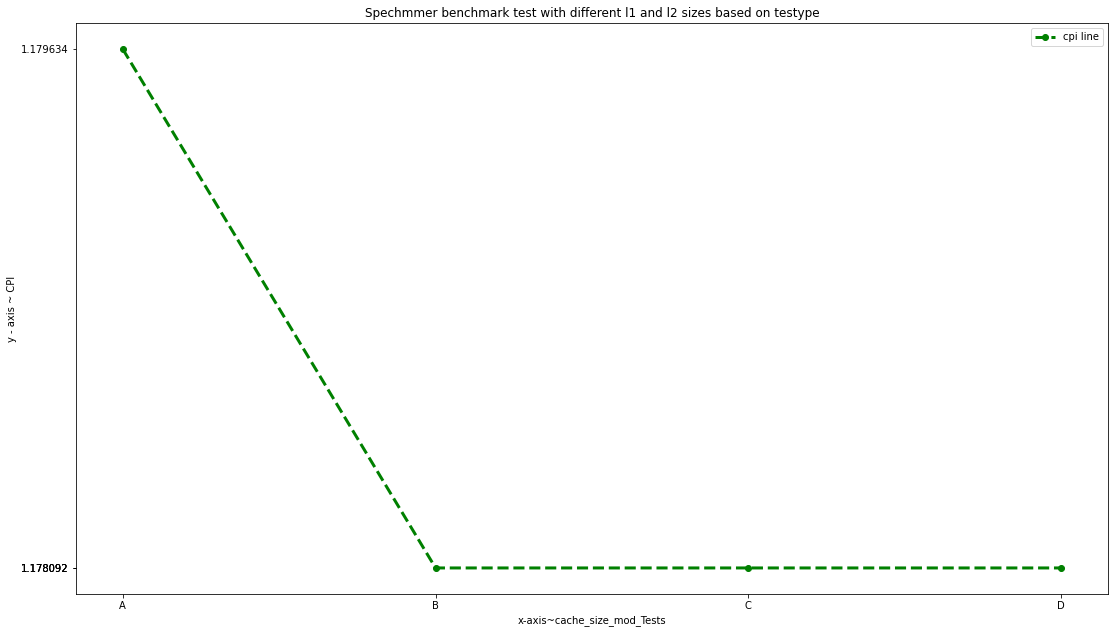 Spechmmer benchmark test with different l1 and l2 sizes based on testype
cpi line
1.179634
y - axis ~ CPI
1.178092
A
B
C
D
x-axis~cache_size_mod_Tests